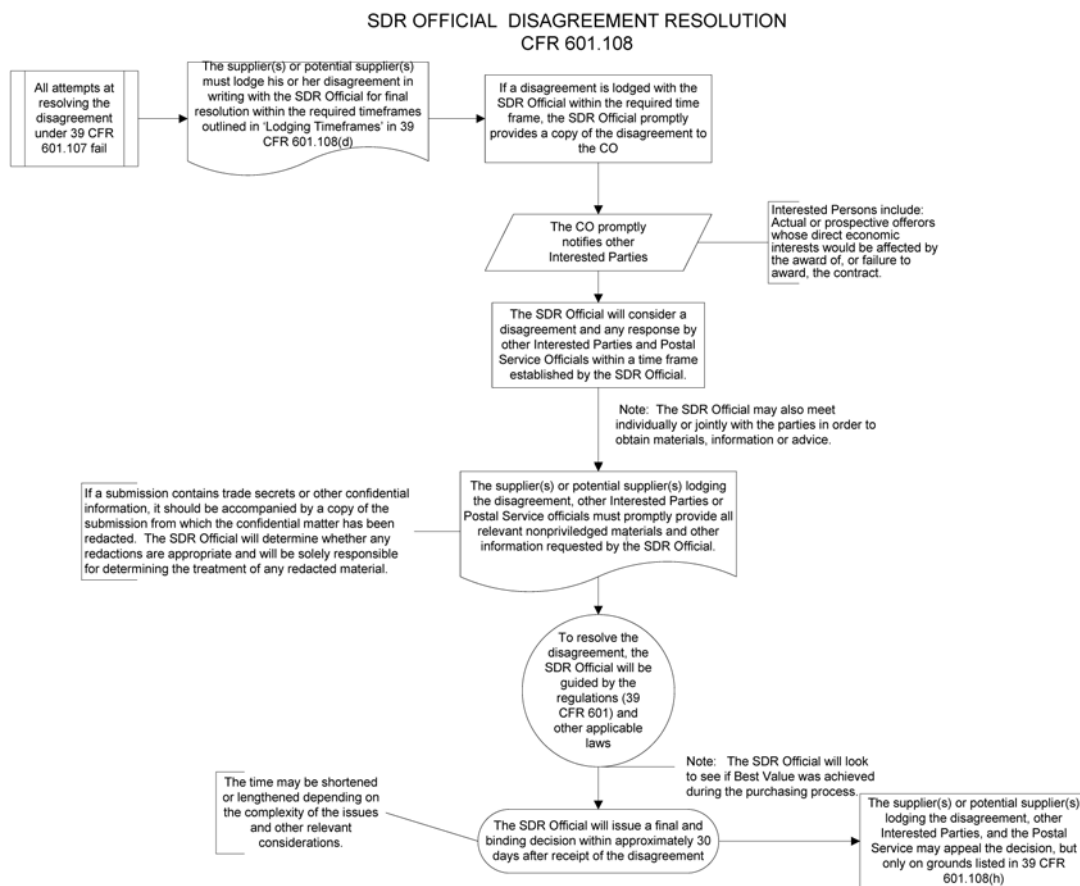 SDR OFFICIAL DISAGREEMENT RESOLUTION
CFR 601.108
All attempts at
resolving the
disagreement
under 39 CFR
601.107 fail
The supplier(s) or potential supplier(s)
must lodge his or her disagreement in
writing with the SDR Official for final
resolution within the required timeframes
outlined in 'Lodging Timeframes' in 39
CFR 601.108(d)
If a disagreement is lodged with the
SDR Official within the required time
frame, the SDR Official promptly
provides a copy of the disagreement to
the CO
The CO promptly
notifies other
Interested Parties
Interested Persons include:
Actual or prospective offerors
whose direct economic
interests would be affected by
the award of, or failure to
award, the contract.
The SDR Official will consider a
disagreement and any response by
other Interested Parties and Postal
Service Officials within a time frame
established by the SDR Official.
Note: The SDR Official may also meet
individually or jointly with the parties in order to
obtain materials, information or advice.
If a submission contains trade secrets or other confidential
information, it should be accompanied by a copy of the
submission from which the confidential matter has been
redacted. The SDR Official will determine whether any
redactions are appropriate and will be solely responsible
for determining the treatment of any redacted material.
The supplier(s) or potential supplier(s) lodging
the disagreement, other Interested Parties or
Postal Service officials must promptly provide all
relevant nonpriviledged materials and other
information requested by the SDR Official.
To resolve the
disagreement, the
SDR Official will be
guided by the
regulations (39
CFR 601) and
other applicable
laws
Note: The SDR Official will look
to see if Best Value was achieved
during the purchasing process.
The time may be shortened
or lengthened depending on
the complexity of the issues
and other relevant
considerations.
The SDR Official will issue a final and
binding decision within approximately 30
days after receipt of the disagreement
The supplier(s) or potential supplier(s)
lodging the disagreement, other
Interested Parties, and the Postal
Service may appeal the decision, but
only on grounds listed in 39 CFR
601.108(h)